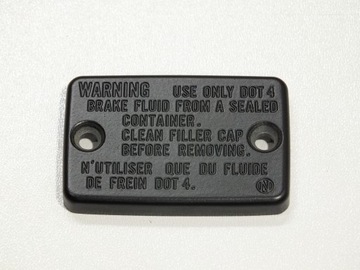 WARNING USE ONLY DOT 4
BRAKE FLUID FROM A SEALED
CONTAINER.
CLEAN FILLER CAP
BEFORE REMOVING.
N'UTILISER QUE DU FLUIDE
DE FREIN DOT 4.